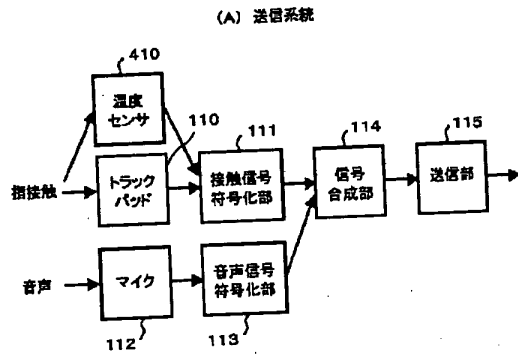 (A) 送信系統
410
温度
センサ
110
111
114
115
指接触
トラック
パッド
接触信号
符号化部
信号
合成部
送信部
音声
マイク
音声信号
符号化部
112
113